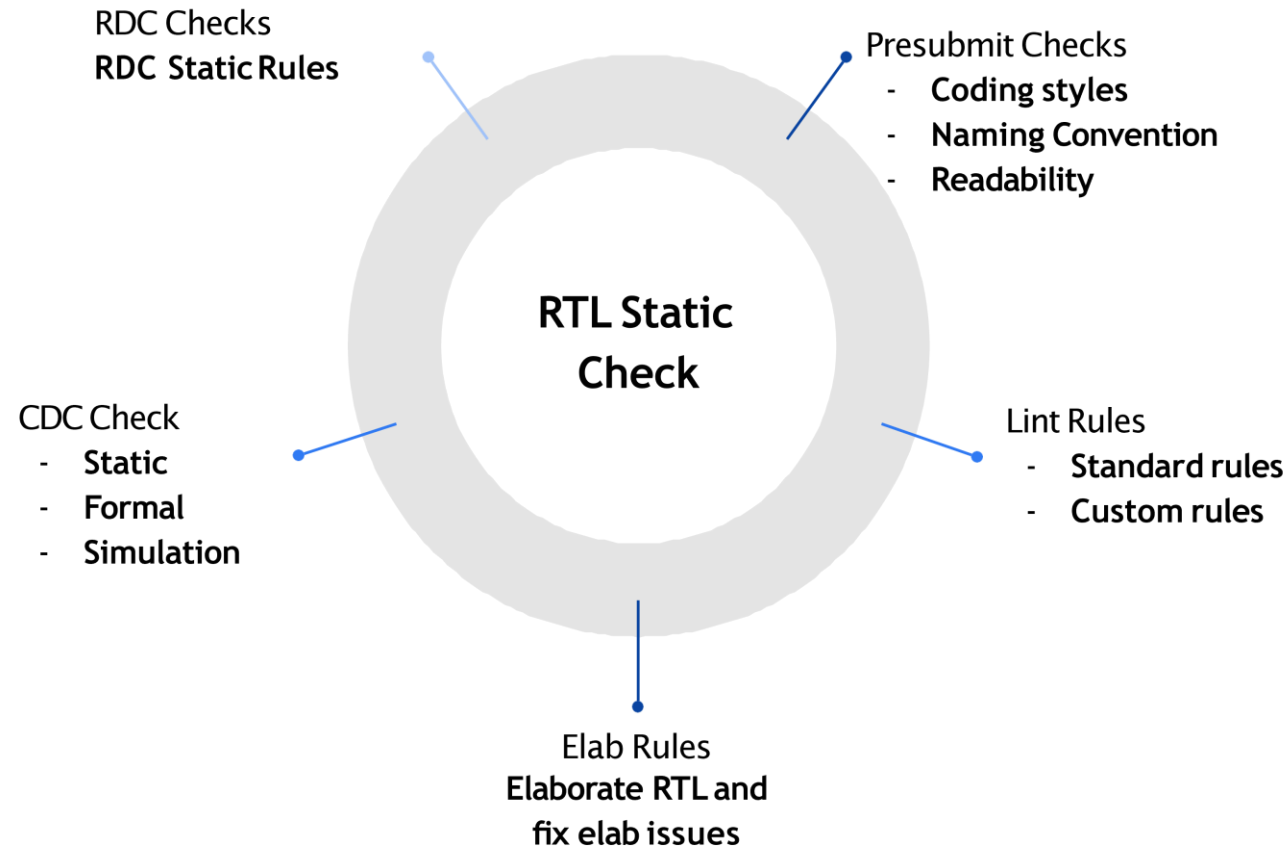 RDC Checks
RDC Static Rules
Presubmit Checks
- Coding styles
- Naming Convention
- Readability
RTL Static
Check
Lint Rules
- Standard rules
- Custom rules
CDC Check
- Static
- Formal
- Simulation
Elab Rules
Elaborate RTL and
fix elab issues